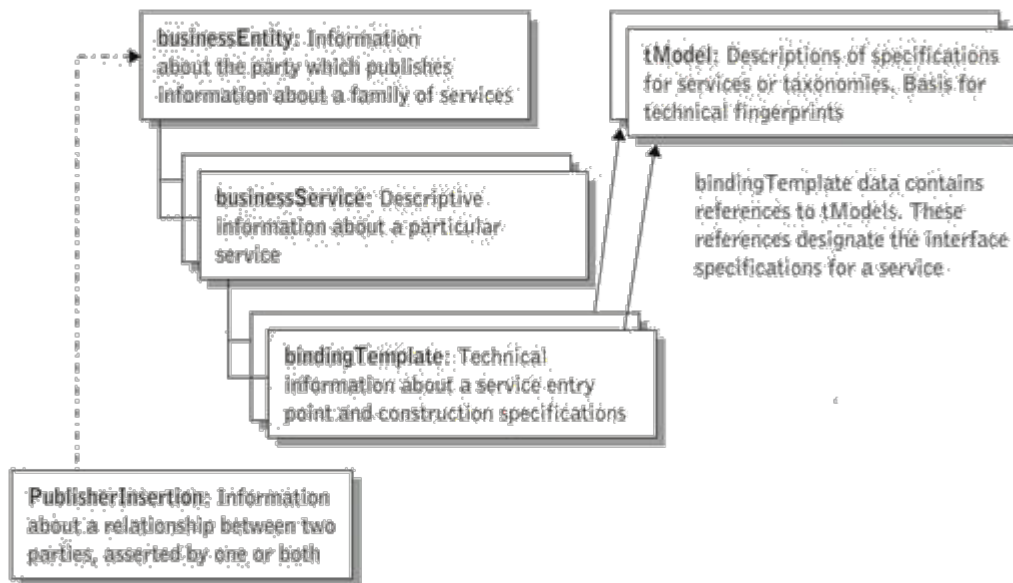 businessEntity: Information
about the party which publishes
information about a family of services
tModel: Descriptions of specifications
for services or taxonomies. Basis for
technical fingerprints
businessService: Descriptive
information about a particular
service
bindingTemplate data contains
references to tModels. These
references designate the interface
specifications for a service
bindingTemplate: Technical
information about a service entry
point and construction specifications
PublisherInsertion: Information
about a relationship between two
parties, asserted by one or both